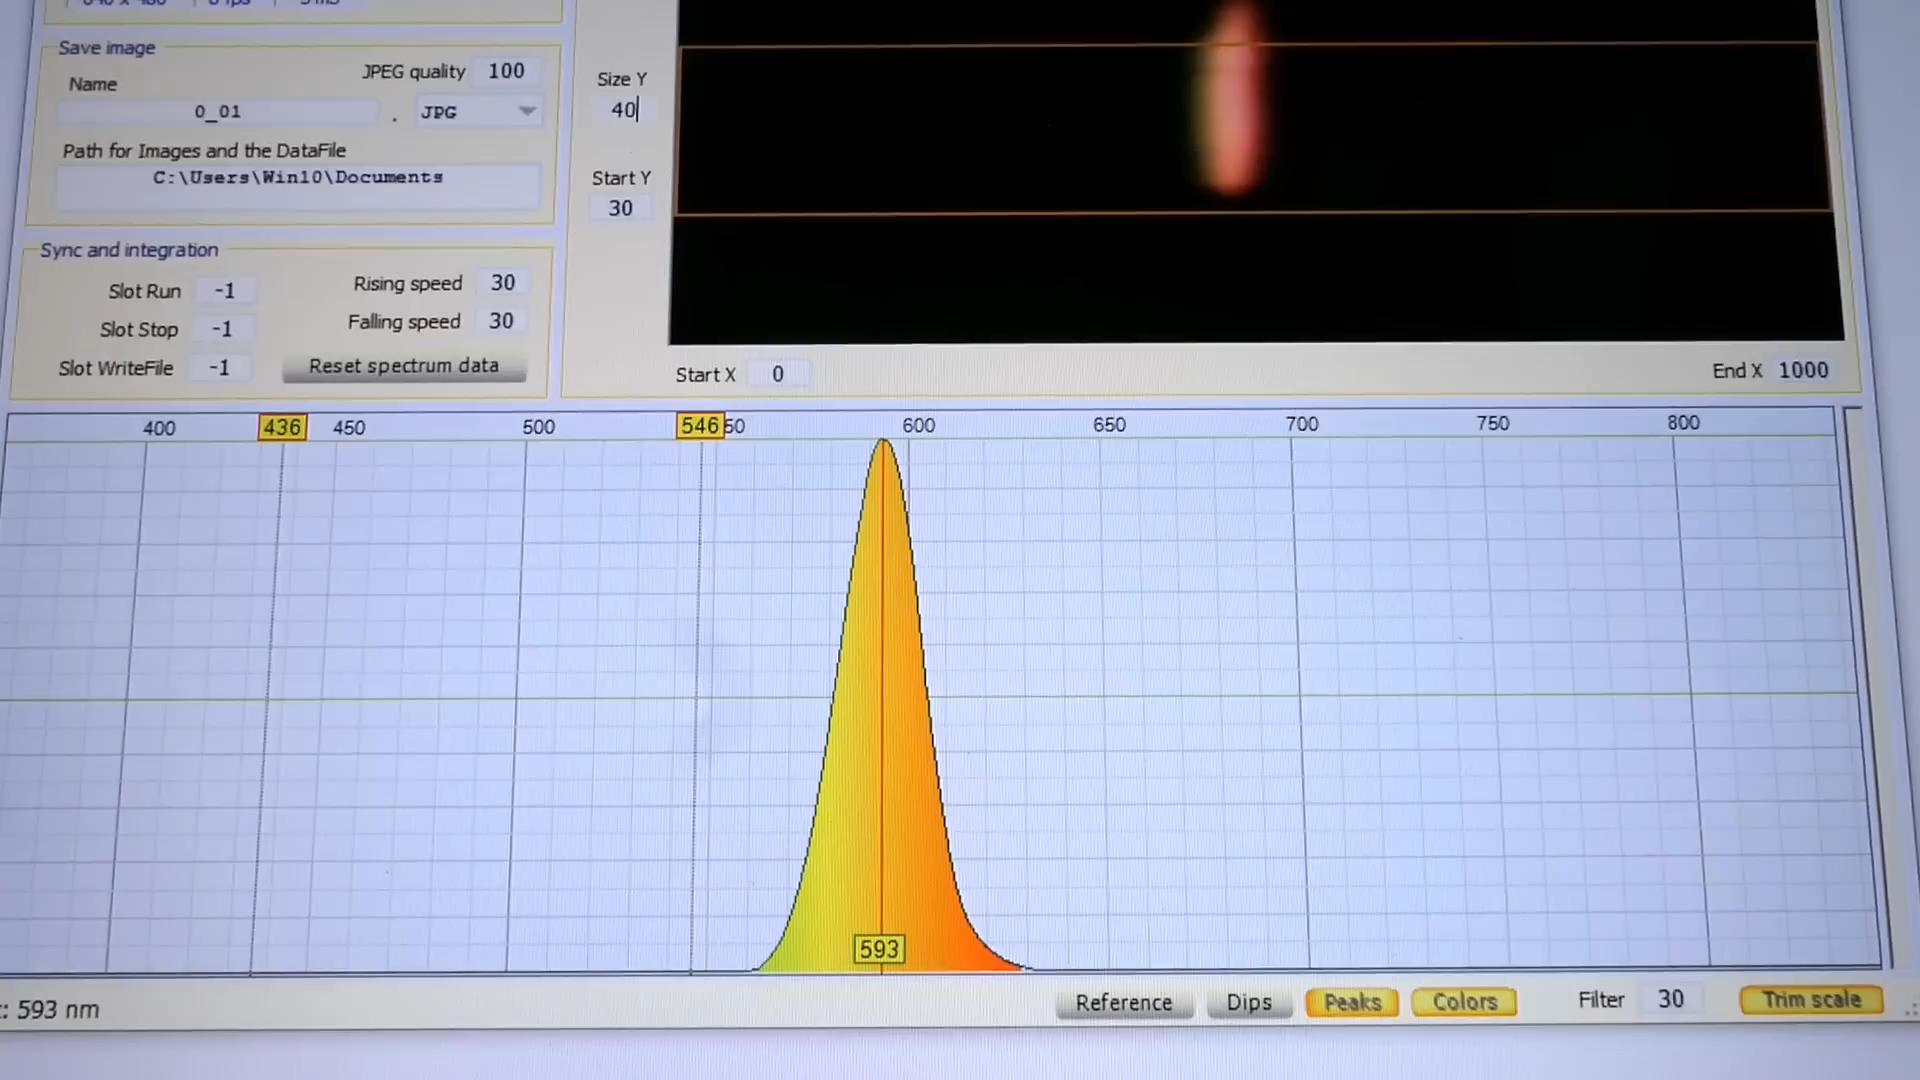 Save image
Name
JPEG quality 100
0_01 . JPG
Path for Images and the DataFile
C:\Users\Win10\Documents
Size Y
40
Start Y
30
Sync and integration
Slot Run -1
Rising speed 30
Slot Stop -1
Falling speed 30
Slot WriteFile -1
Reset spectrum data
Start X 0
End X 1000
400 436 450 500 546 50 600 650 700 750 800
593
: 593 nm
Reference Dips Peaks Colors Filter 30 Trim scale